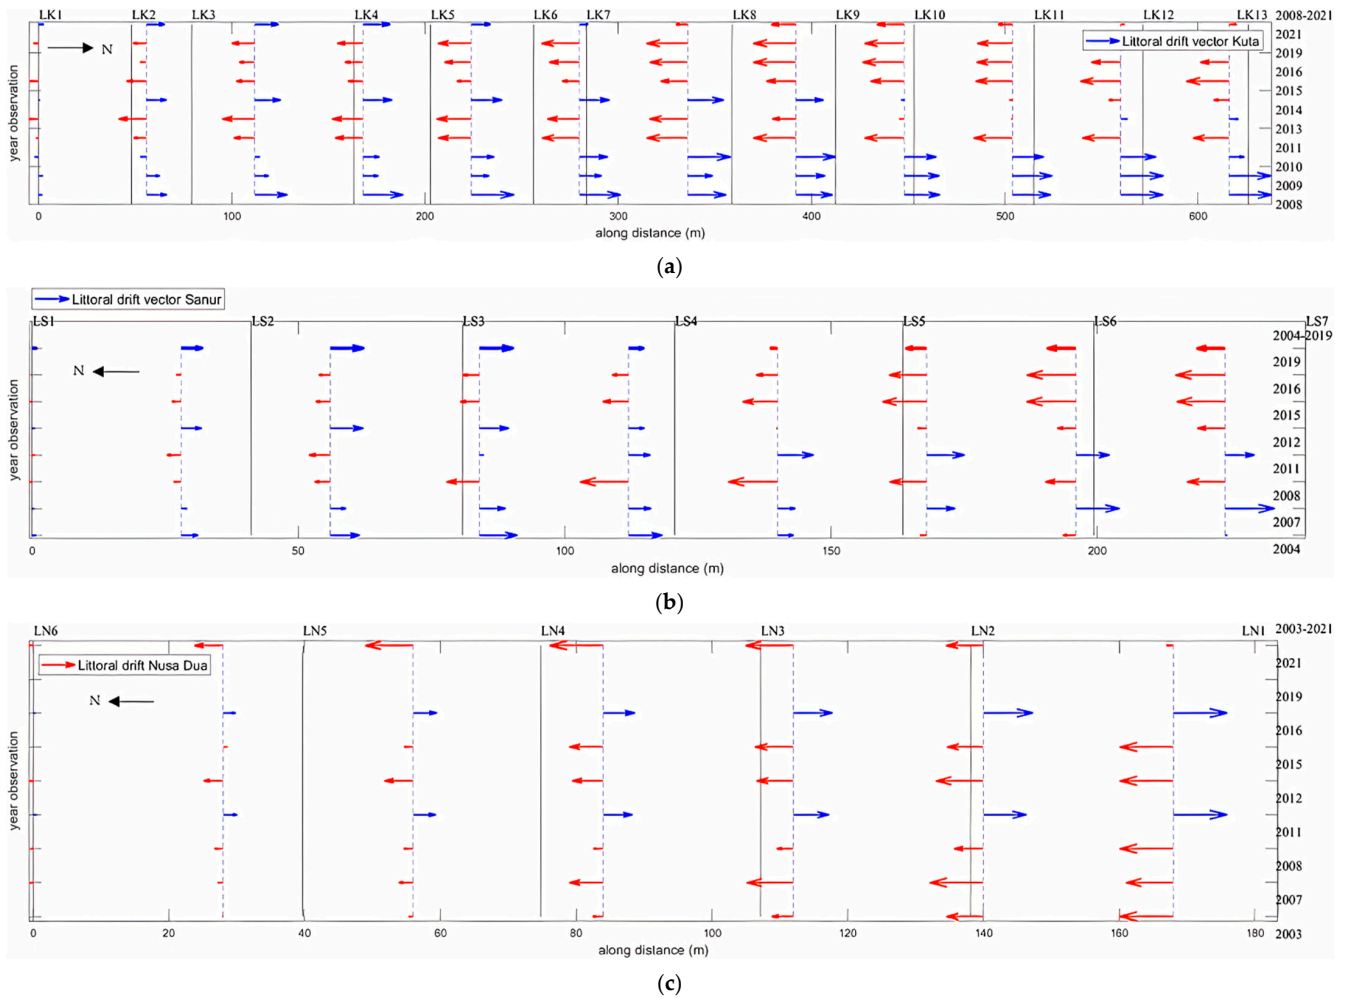 LK1 LK2 LK3 LK4 LK5 LK6 LK7 LK8 LK9 LK10 LK11 LK12 LK13 2008-2021
N
Littoral drift vector Kuta
2021
2019
2016
2015
2014
2013
2010
2009
2008
year observation
0 100 200 300 400 500 600
along distance (m)
(a)
Littoral drift vector Sanur
LS1 LS2 LS3 LS4 LS5 LS6 LS7
2004-2019
N
2019
2016
2015
2012
2011
2008
2007
2004
year observation
0 50 100 150 200
along distance (m)
(b)
LN6 LN5 LN4 LN3 LN2 LN1 2003-2021
Littoral drift Nusa Dua
N
2021
2019
2016
2015
2012
2011
2008
2007
2003
year observation
0 20 40 60 80 100 120 140 160 180
along distance (m)
(c)